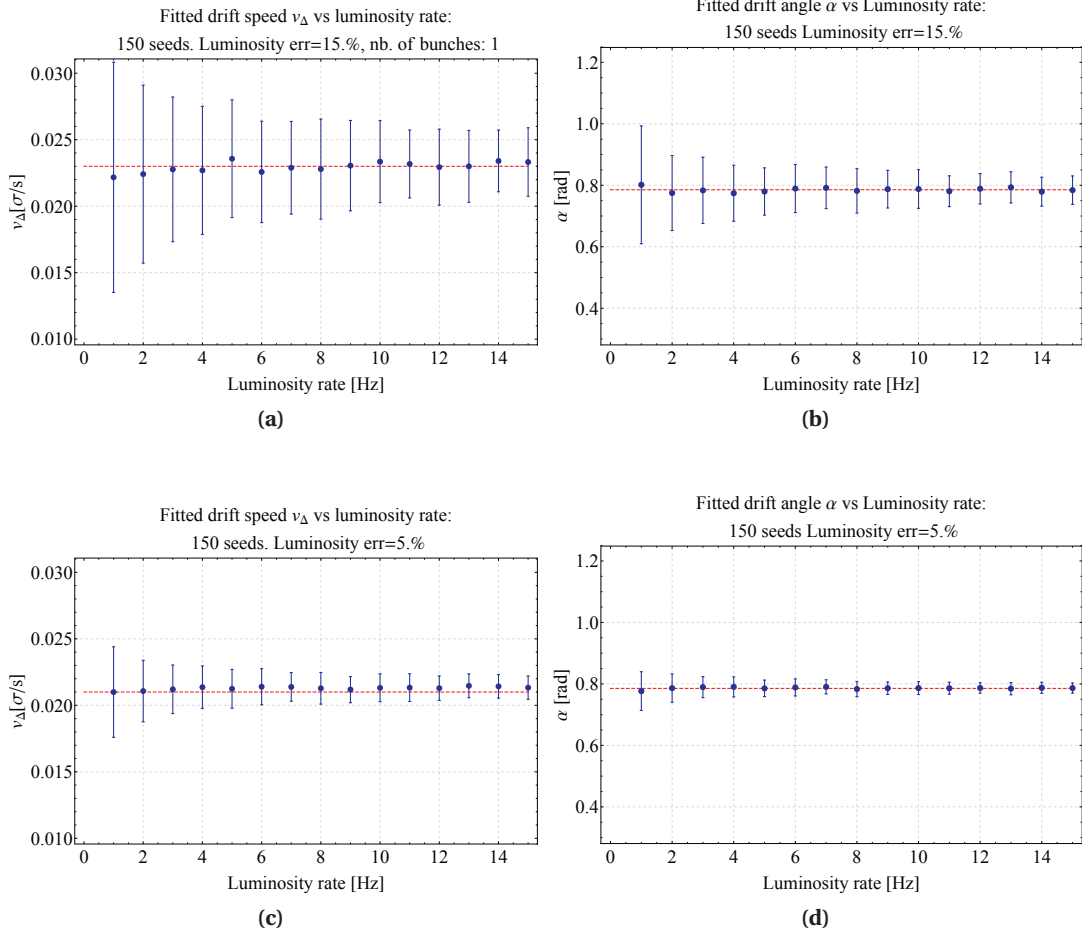 Fitted drift speed v_Δ vs luminosity rate:
150 seeds. Luminosity err=15.%, nb. of bunches: 1
0.030
0.025
0.020
0.015
0.010
v_Δ[σ/s]
0 2 4 6 8 10 12 14
Luminosity rate [Hz]
(a)
Fitted drift angle α vs Luminosity rate:
150 seeds Luminosity err=15.%
1.2
1.0
0.8
0.6
0.4
α [rad]
0 2 4 6 8 10 12 14
Luminosity rate [Hz]
(b)
Fitted drift speed v_Δ vs luminosity rate:
150 seeds. Luminosity err=5.%
0.030
0.025
0.020
0.015
0.010
v_Δ[σ/s]
0 2 4 6 8 10 12 14
Luminosity rate [Hz]
(c)
Fitted drift angle α vs Luminosity rate:
150 seeds Luminosity err=5.%
1.2
1.0
0.8
0.6
0.4
α [rad]
0 2 4 6 8 10 12 14
Luminosity rate [Hz]
(d)